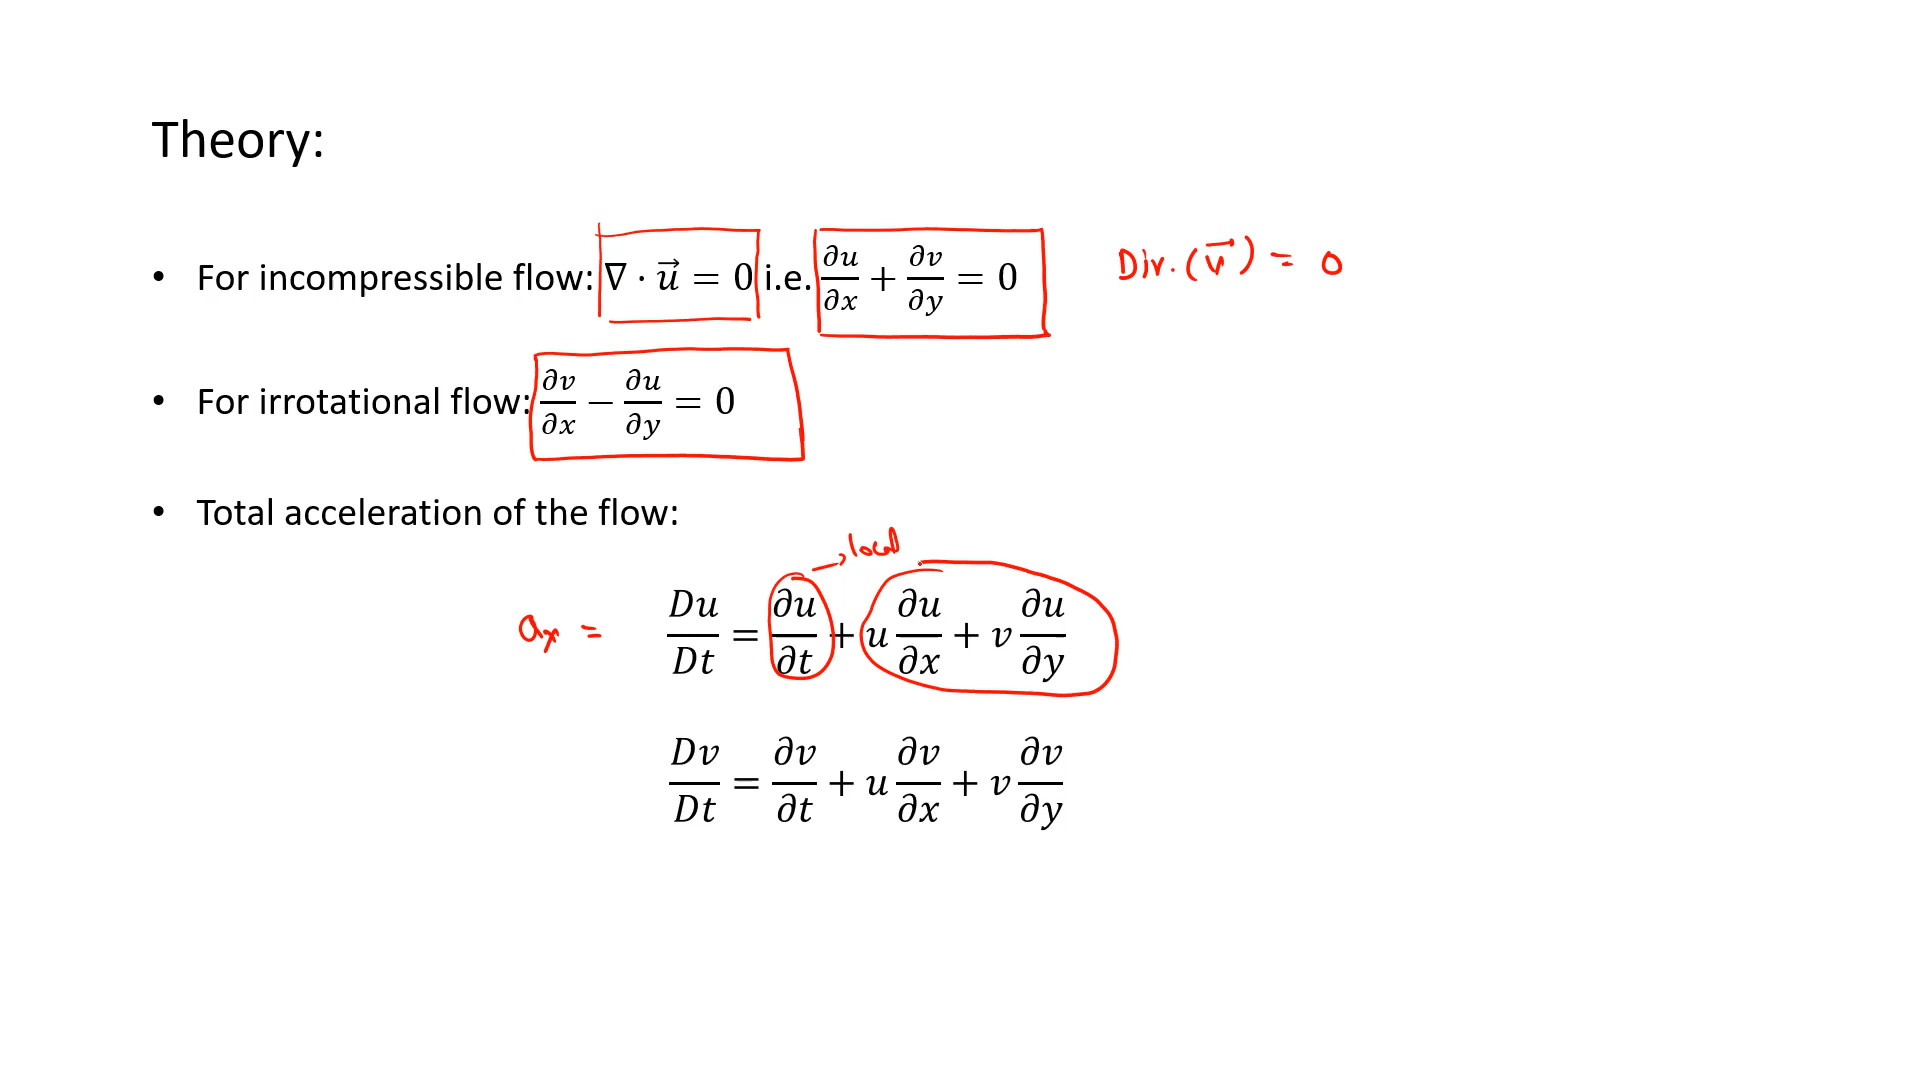 Theory:
• For incompressible flow: ∇ · u⃗ = 0 i.e. ∂u/∂x + ∂v/∂y = 0 Div. (v⃗) = 0
• For irrotational flow: ∂v/∂x − ∂u/∂y = 0
• Total acceleration of the flow:
local
aₓ = Du/Dt = ∂u/∂t + u ∂u/∂x + v ∂u/∂y
Dv/Dt = ∂v/∂t + u ∂v/∂x + v ∂v/∂y